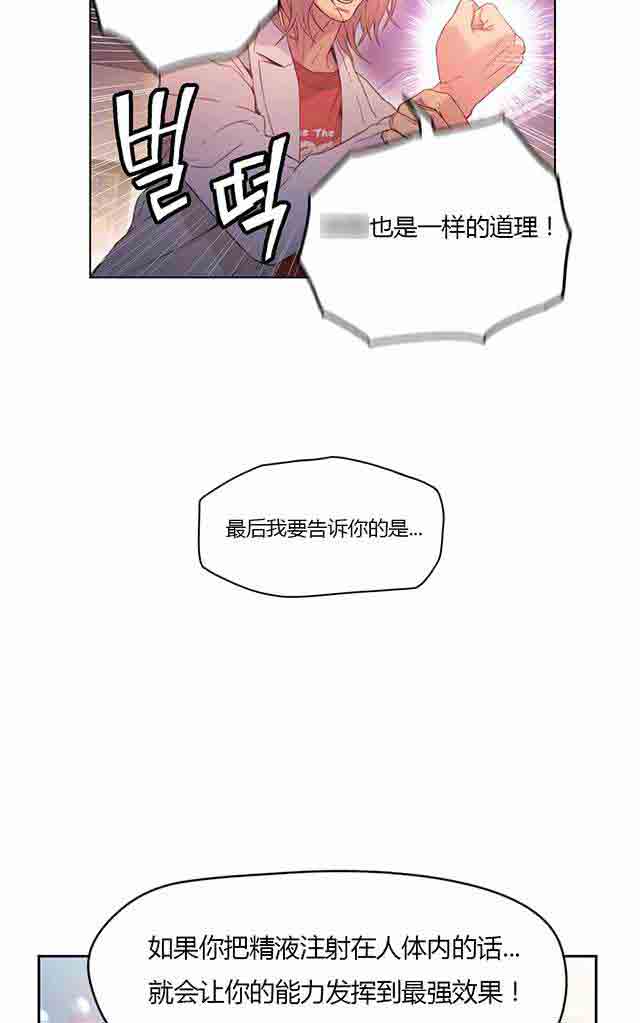 The
벌
떡
也是一样的道理！
最后我要告诉你的是...
如果你把精液注射在人体内的话...
就会让你的能力发挥到最强效果！